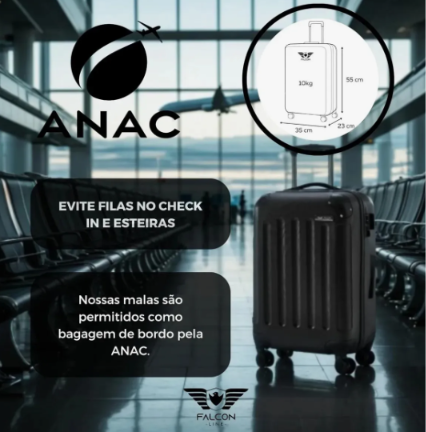 ANAC
10kg
55 cm
35 cm
23 cm
EVITE FILAS NO CHECK
IN E ESTEIRAS
Nossas malas são
permitidos como
bagagem de bordo pela
ANAC.
FALCON